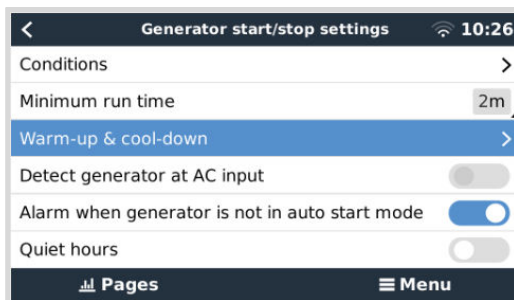 Generator start/stop settings 10:26
Conditions
Minimum run time 2m
Warm-up & cool-down
Detect generator at AC input
Alarm when generator is not in auto start mode
Quiet hours
Pages Menu